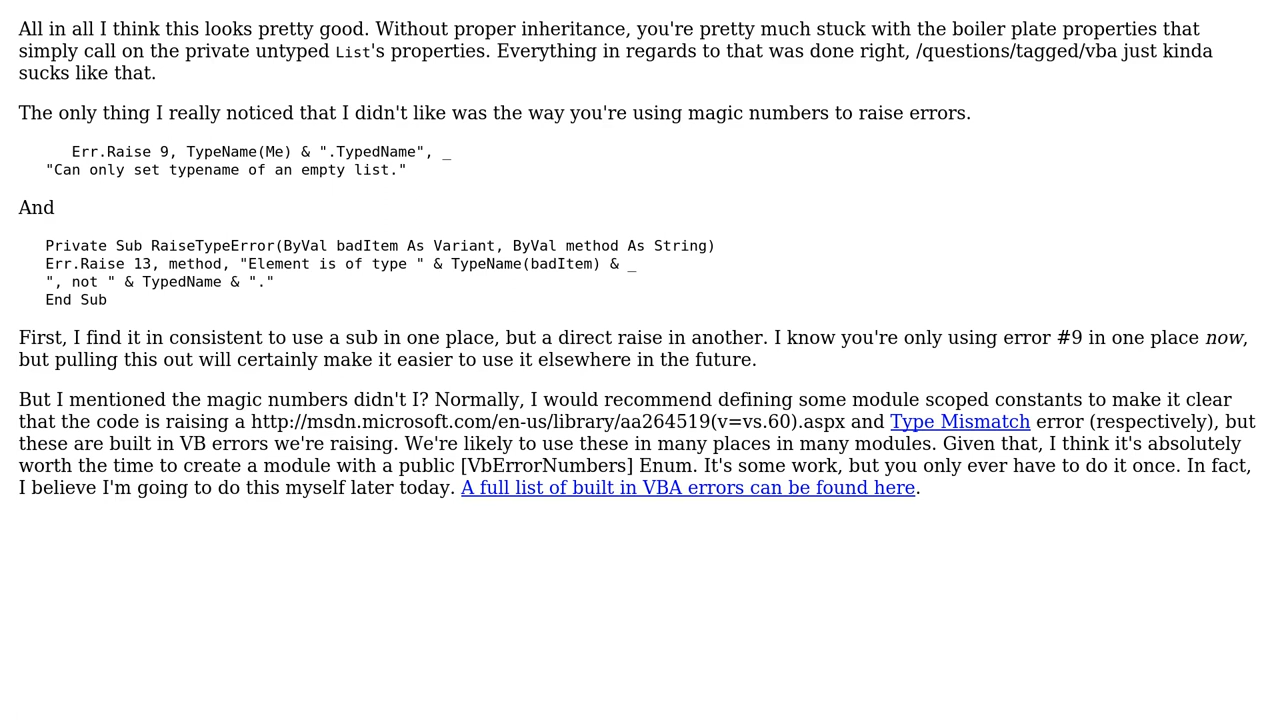 All in all I think this looks pretty good. Without proper inheritance, you're pretty much stuck with the boiler plate properties that
simply call on the private untyped List's properties. Everything in regards to that was done right, /questions/tagged/vba just kinda
sucks like that.
The only thing I really noticed that I didn't like was the way you're using magic numbers to raise errors.
Err.Raise 9, TypeName(Me) & ".TypedName", _
"Can only set typename of an empty list."
And
Private Sub RaiseTypeError(ByVal badItem As Variant, ByVal method As String)
Err.Raise 13, method, "Element is of type " & TypeName(badItem) & _
", not " & TypedName & "."
End Sub
First, I find it in consistent to use a sub in one place, but a direct raise in another. I know you're only using error #9 in one place now,
but pulling this out will certainly make it easier to use it elsewhere in the future.
But I mentioned the magic numbers didn't I? Normally, I would recommend defining some module scoped constants to make it clear
that the code is raising a http://msdn.microsoft.com/en-us/library/aa264519(v=vs.60).aspx and Type Mismatch error (respectively), but
these are built in VB errors we're raising. We're likely to use these in many places in many modules. Given that, I think it's absolutely
worth the time to create a module with a public [VbErrorNumbers] Enum. It's some work, but you only ever have to do it once. In fact,
I believe I'm going to do this myself later today. A full list of built in VBA errors can be found here.